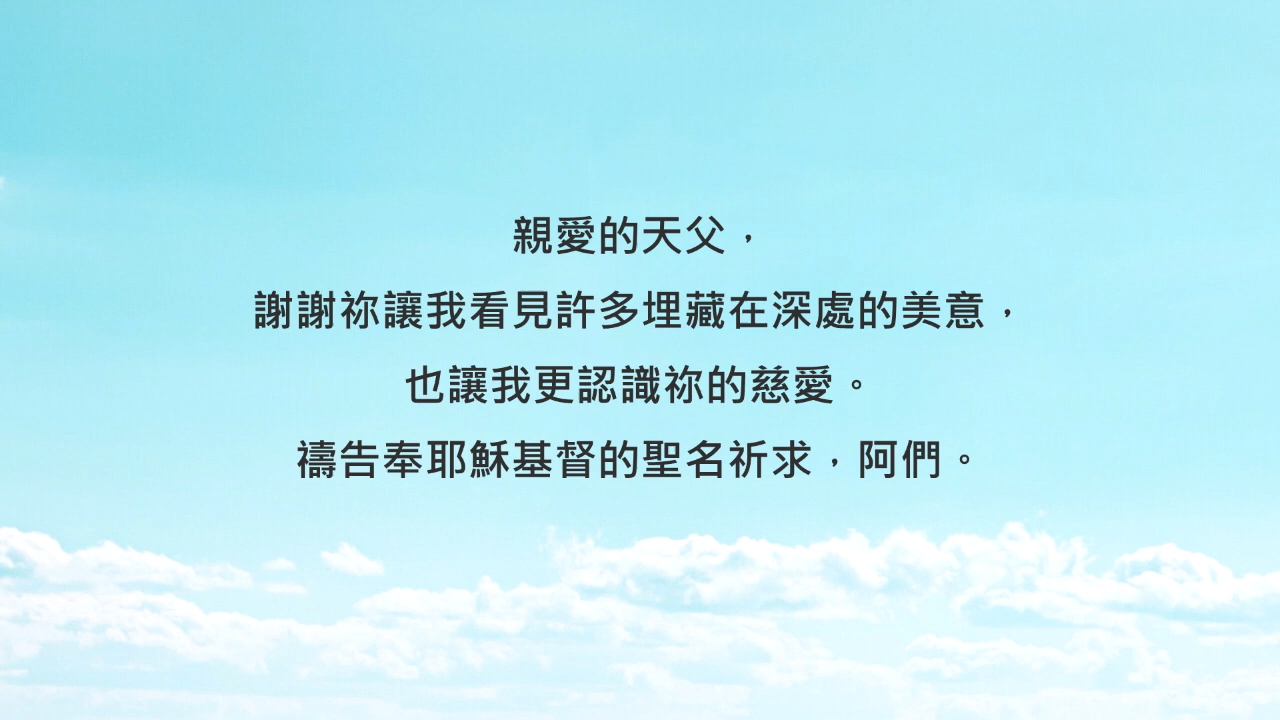 親愛的天父，
謝謝祢讓我看見許多埋藏在深處的美意，
也讓我更認識祢的慈愛。
禱告奉耶穌基督的聖名祈求，阿們。